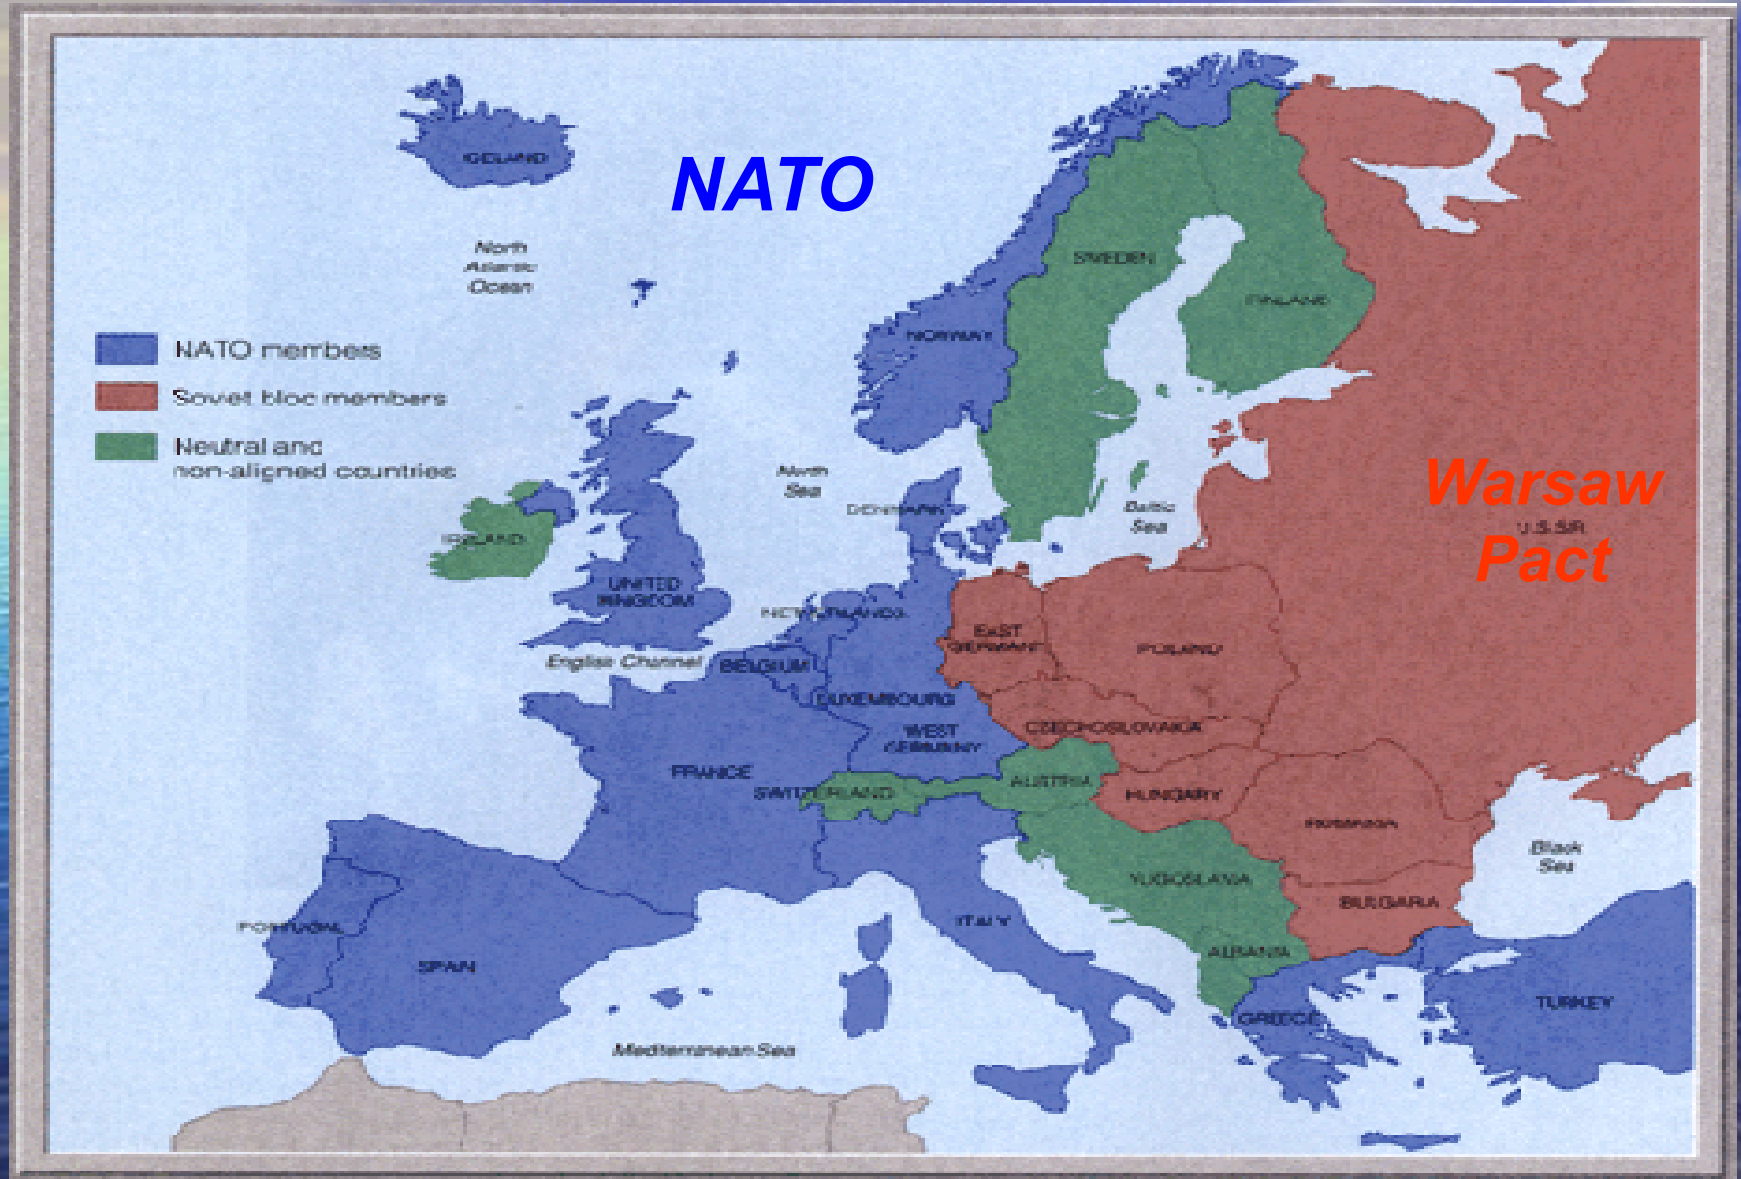 ICELAND
NATO
North
Atlantic
Ocean
SWEDEN
FINLAND
NORWAY
NATO members
Soviet bloc members
Neutral and
non-aligned countries
North
Sea
DENMARK
Baltic
Sea
Warsaw
U.S.S.R.
Pact
IRELAND
UNITED
KINGDOM
NETHERLANDS
EAST
GERMANY
POLAND
English Channel
BELGIUM
LUXEMBOURG
WEST
GERMANY
CZECHOSLOVAKIA
FRANCE
SWITZERLAND
AUSTRIA
HUNGARY
Black
Sea
YUGOSLAVIA
BULGARIA
PORTUGAL
ITALY
ALBANIA
SPAIN
TURKEY
GREECE
Mediterranean Sea